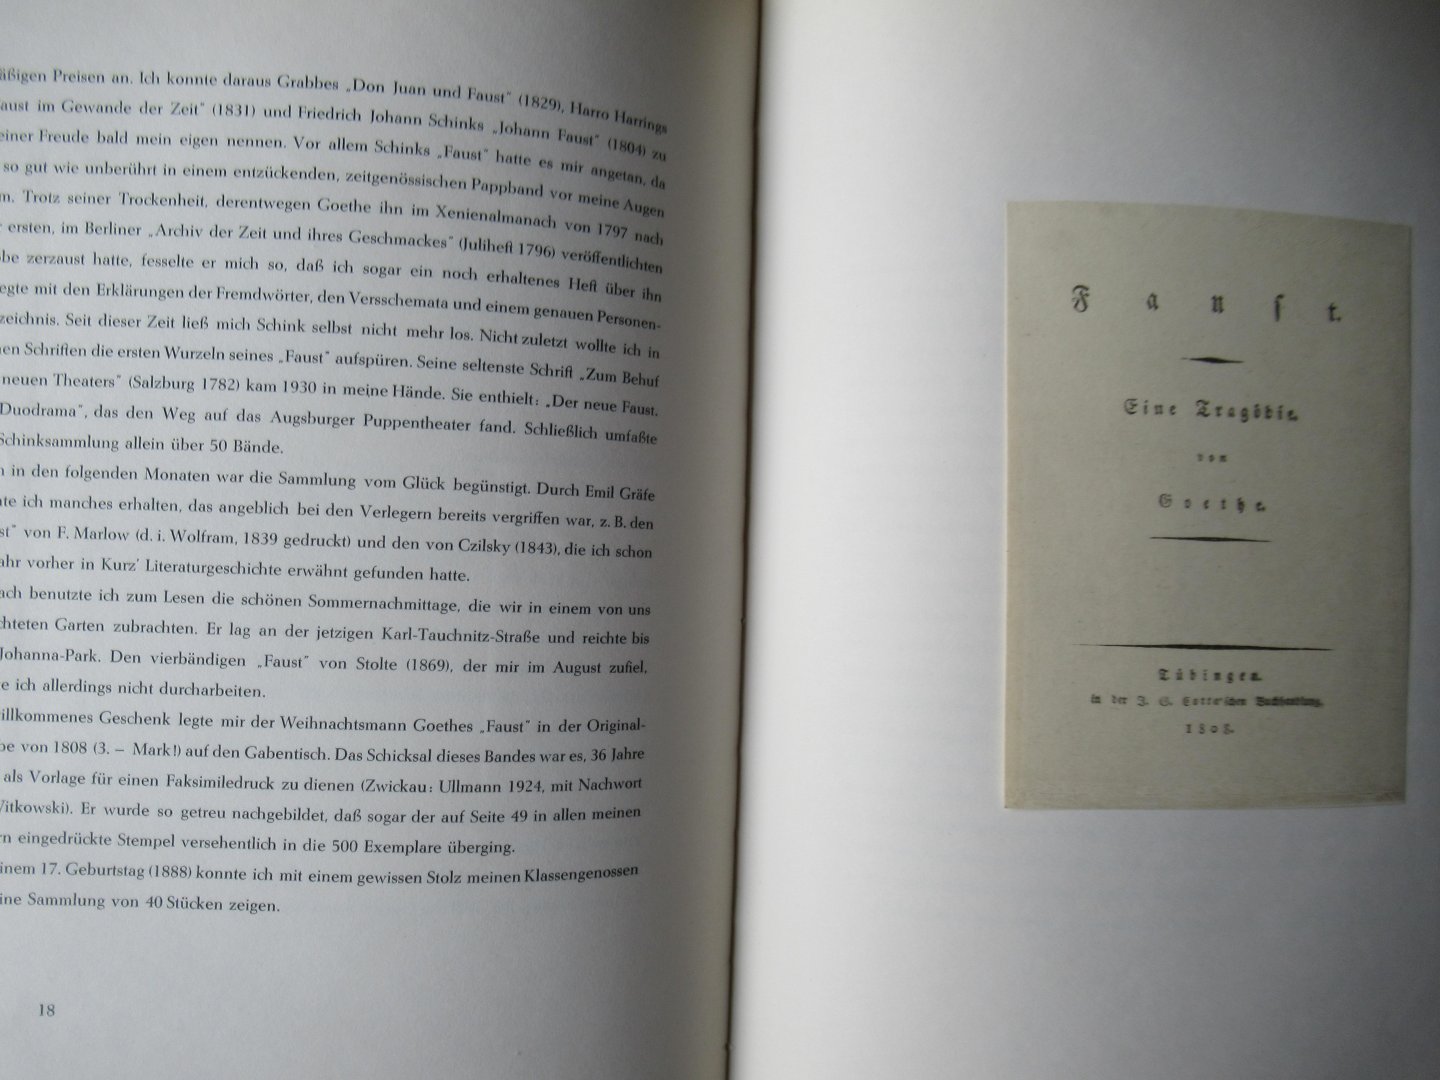 äßigen Preisen an. Ich konnte daraus Grabbes „Don Juan und Faust" (1829), Harro Harrings
aust im Gewande der Zeit" (1831) und Friedrich Johann Schinks „Johann Faust" (1804) zu
einer Freude bald mein eigen nennen. Vor allem Schinks „Faust" hatte es mir angetan, da
so gut wie unberührt in einem entzückenden, zeitgenössischen Pappband vor meine Augen
m. Trotz seiner Trockenheit, derentwegen Goethe ihn im Xenienalmanach von 1797 nach
ersten, im Berliner „Archiv der Zeit und ihres Geschmackes" (Juliheft 1796) veröffentlichten
be zerzaust hatte, fesselte er mich so, daß ich sogar ein noch erhaltenes Heft über ihn
egte mit den Erklärungen der Fremdwörter, den Versschemata und einem genauen Personen-
zeichnis. Seit dieser Zeit ließ mich Schink selbst nicht mehr los. Nicht zuletzt wollte ich in
en Schriften die ersten Wurzeln seines „Faust" aufspüren. Seine seltenste Schrift „Zum Behuf
neuen Theaters" (Salzburg 1782) kam 1930 in meine Hände. Sie enthielt: „Der neue Faust.
Duodrama", das den Weg auf das Augsburger Puppentheater fand. Schließlich umfaßte
Schinksammlung allein über 50 Bände.
n in den folgenden Monaten war die Sammlung vom Glück begünstigt. Durch Emil Gräfe
te ich manches erhalten, das angeblich bei den Verlegern bereits vergriffen war, z. B. den
st" von F. Marlow (d. i. Wolfram, 1839 gedruckt) und den von Czilsky (1843), die ich schon
ahr vorher in Kurz' Literaturgeschichte erwähnt gefunden hatte.
ach benutzte ich zum Lesen die schönen Sommernachmittage, die wir in einem von uns
chteten Garten zubrachten. Er lag an der jetzigen Karl-Tauchnitz-Straße und reichte bis
Johanna-Park. Den vierbändigen „Faust" von Stolte (1869), der mir im August zufiel,
e ich allerdings nicht durcharbeiten.
illkommenes Geschenk legte mir der Weihnachtsmann Goethes „Faust" in der Original-
be von 1808 (3. – Mark!) auf den Gabentisch. Das Schicksal dieses Bandes war es, 36 Jahre
als Vorlage für einen Faksimiledruck zu dienen (Zwickau: Ullmann 1924, mit Nachwort
Witkowski). Er wurde so getreu nachgebildet, daß sogar der auf Seite 49 in allen meinen
rn eingedrückte Stempel versehentlich in die 500 Exemplare überging.
inem 17. Geburtstag (1888) konnte ich mit einem gewissen Stolz meinen Klassengenossen
ine Sammlung von 40 Stücken zeigen.
18
Faust.
Eine Tragödie.
von
Goethe.
Tübingen.
in der J. G. Cotta'schen Buchhandlung.
1808.